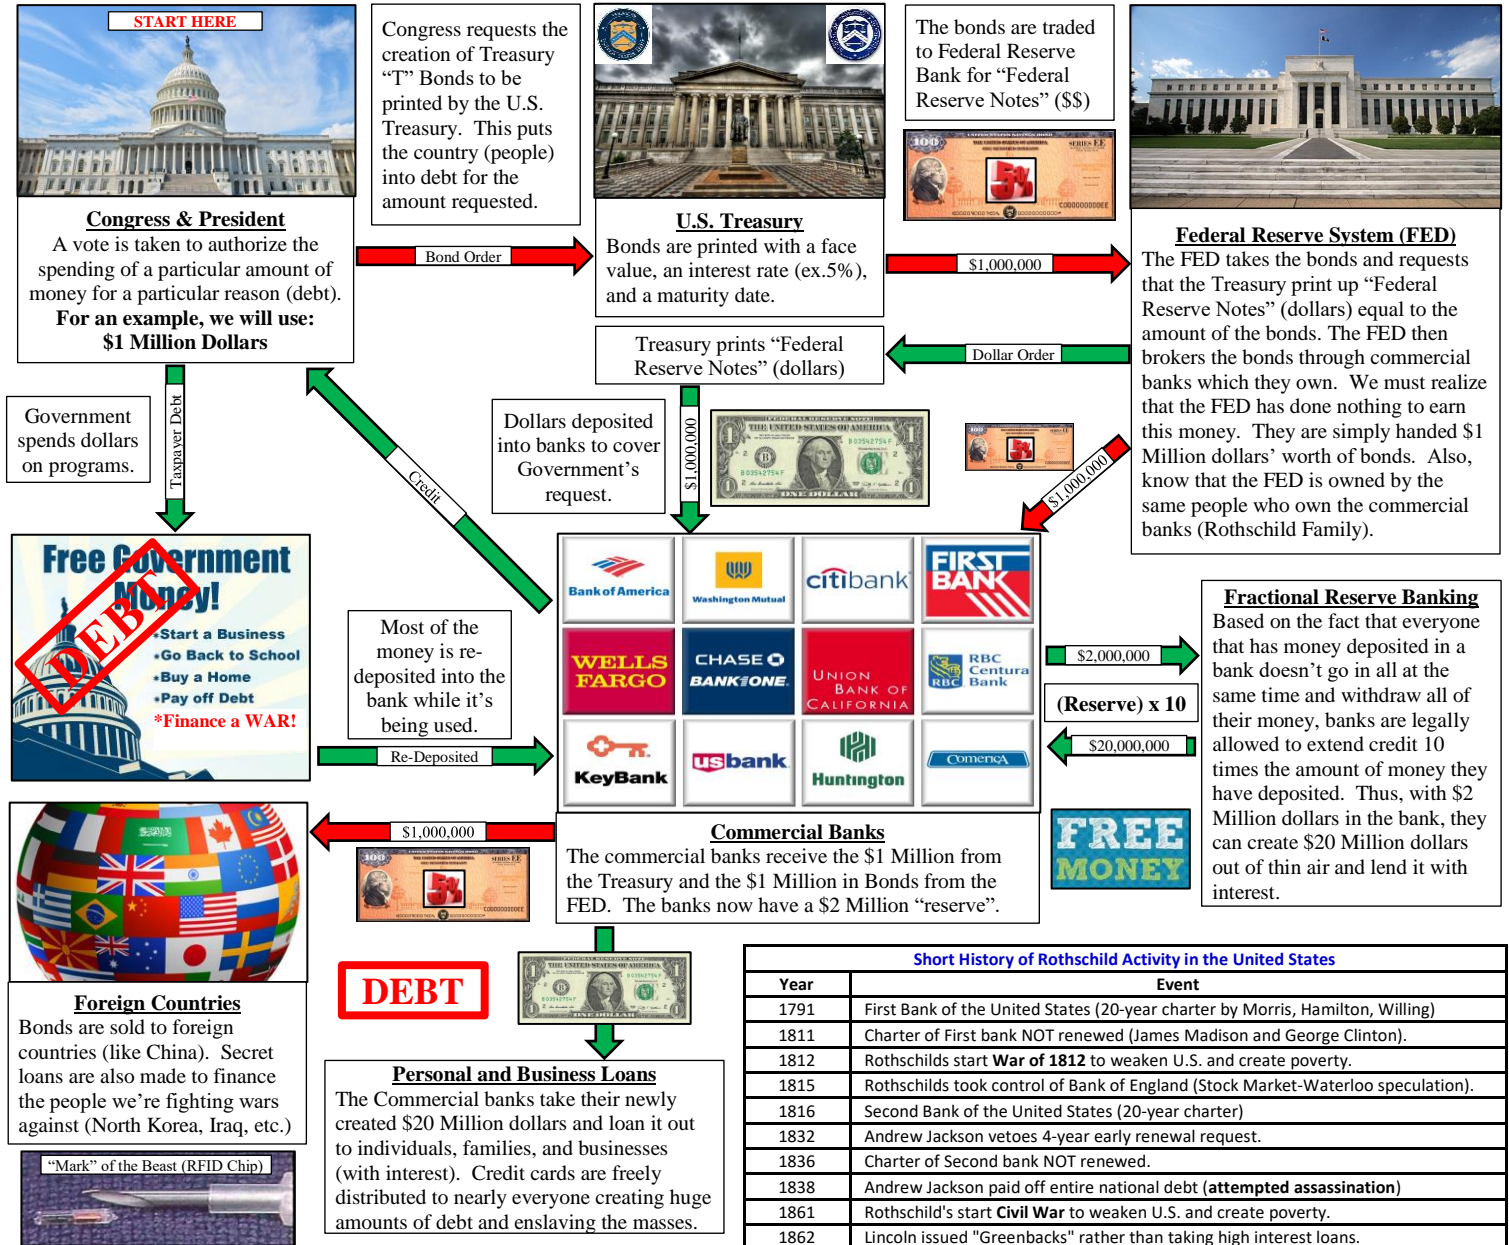 START HERE
Congress & President
A vote is taken to authorize the
spending of a particular amount of
money for a particular reason (debt).
For an example, we will use:
$1 Million Dollars
Congress requests the
creation of Treasury
“T” Bonds to be
printed by the U.S.
Treasury. This puts
the country (people)
into debt for the
amount requested.
Bond Order
U.S. Treasury
Bonds are printed with a face
value, an interest rate (ex.5%),
and a maturity date.
The bonds are traded
to Federal Reserve
Bank for “Federal
Reserve Notes” ($$)
100
SERIES EE
5%
$1,000,000
Federal Reserve System (FED)
The FED takes the bonds and requests
that the Treasury print up “Federal
Reserve Notes” (dollars) equal to the
amount of the bonds. The FED then
brokers the bonds through commercial
banks which they own. We must realize
that the FED has done nothing to earn
this money. They are simply handed $1
Million dollars’ worth of bonds. Also,
know that the FED is owned by the
same people who own the commercial
banks (Rothschild Family).
Dollar Order
Treasury prints “Federal
Reserve Notes” (dollars)
Taxpayer Debt
Government
spends dollars
on programs.
Credit
Dollars deposited
into banks to cover
Government’s
request.
$1,000,000
FEDERAL RESERVE NOTE
THE UNITED STATES OF AMERICA
B 03542754 F
B 03542754 F
ONE DOLLAR
5%
$1,000,000
Free Government
Money!
DEBT
•Start a Business
•Go Back to School
•Buy a Home
•Pay off Debt
*Finance a WAR!
Most of the
money is re-
deposited into the
bank while it’s
being used.
Re-Deposited
Bank of America
Washington Mutual
citibank
FIRST
BANK
WELLS
FARGO
CHASE
BANK ONE.
UNION
BANK OF
CALIFORNIA
RBC
RBC
Centura
Bank
KeyBank
usbank.
Huntington
Comerica
Commercial Banks
The commercial banks receive the $1 Million from
the Treasury and the $1 Million in Bonds from the
FED. The banks now have a $2 Million “reserve”.
$2,000,000
(Reserve) x 10
$20,000,000
FREE
MONEY
Fractional Reserve Banking
Based on the fact that everyone
that has money deposited in a
bank doesn’t go in all at the
same time and withdraw all of
their money, banks are legally
allowed to extend credit 10
times the amount of money they
have deposited. Thus, with $2
Million dollars in the bank, they
can create $20 Million dollars
out of thin air and lend it with
interest.
$1,000,000
100
SERIES EE
5%
Foreign Countries
Bonds are sold to foreign
countries (like China). Secret
loans are also made to finance
the people we’re fighting wars
against (North Korea, Iraq, etc.)
“Mark” of the Beast (RFID Chip)
DEBT
THE UNITED STATES OF AMERICA
ONE DOLLAR
Personal and Business Loans
The Commercial banks take their newly
created $20 Million dollars and loan it out
to individuals, families, and businesses
(with interest). Credit cards are freely
distributed to nearly everyone creating huge
amounts of debt and enslaving the masses.
Short History of Rothschild Activity in the United States
Year Event
1791 First Bank of the United States (20-year charter by Morris, Hamilton, Willing)
1811 Charter of First bank NOT renewed (James Madison and George Clinton).
1812 Rothschilds start War of 1812 to weaken U.S. and create poverty.
1815 Rothschilds took control of Bank of England (Stock Market-Waterloo speculation).
1816 Second Bank of the United States (20-year charter)
1832 Andrew Jackson vetoes 4-year early renewal request.
1836 Charter of Second bank NOT renewed.
1838 Andrew Jackson paid off entire national debt (attempted assassination)
1861 Rothschild's start Civil War to weaken U.S. and create poverty.
1862 Lincoln issued "Greenbacks" rather than taking high interest loans.